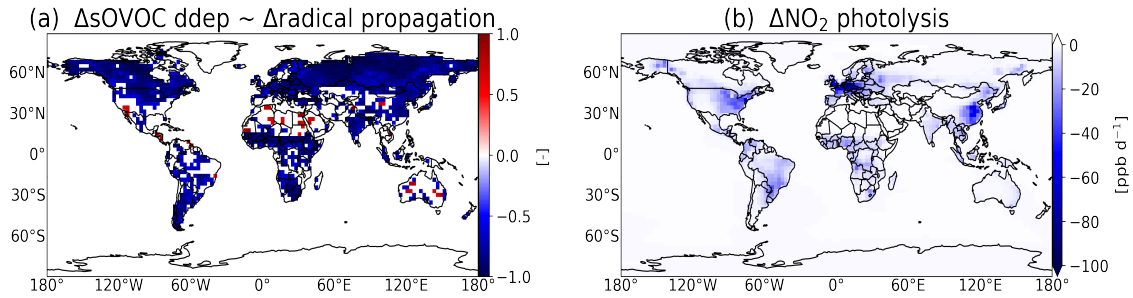 (a) ΔsOVOC ddep ~ Δradical propagation
(b) ΔNO₂ photolysis
1.0
0.5
0.0
−0.5
−1.0
[-]
60°N
30°N
0°
30°S
60°S
180°
120°W
60°W
0°
60°E
120°E
180°
0
−20
−40
−60
−80
−100
[ppb d⁻¹]
60°N
30°N
0°
30°S
60°S
180°
120°W
60°W
0°
60°E
120°E
180°